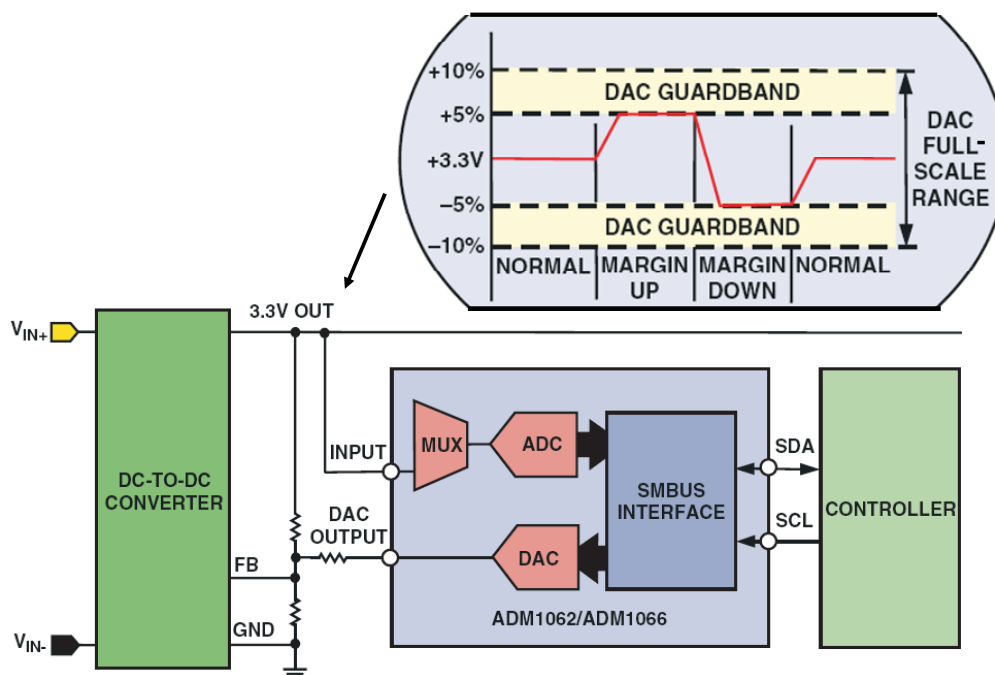 +10%
DAC GUARDBAND
+5%
+3.3V
–5%
DAC GUARDBAND
–10%
DAC
FULL-
SCALE
RANGE
NORMAL
MARGIN
UP
MARGIN
DOWN
NORMAL
3.3V OUT
VIN+
DC-TO-DC
CONVERTER
FB
GND
VIN-
INPUT
DAC
OUTPUT
MUX
ADC
DAC
SMBUS
INTERFACE
ADM1062/ADM1066
SDA
SCL
CONTROLLER